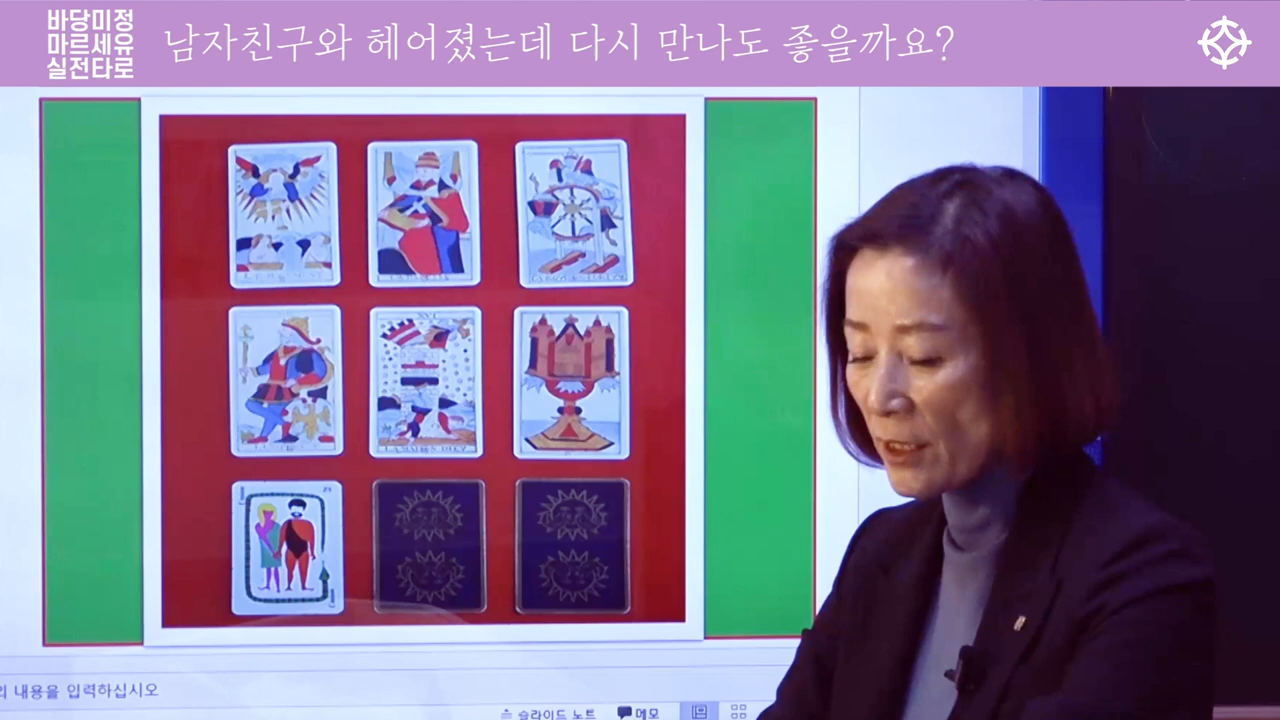 바당미정
마르세유
실전타로
남자친구와 헤어졌는데 다시 만나도 좋을까요?
내용을 입력하십시오
슬라이드 노트
메모